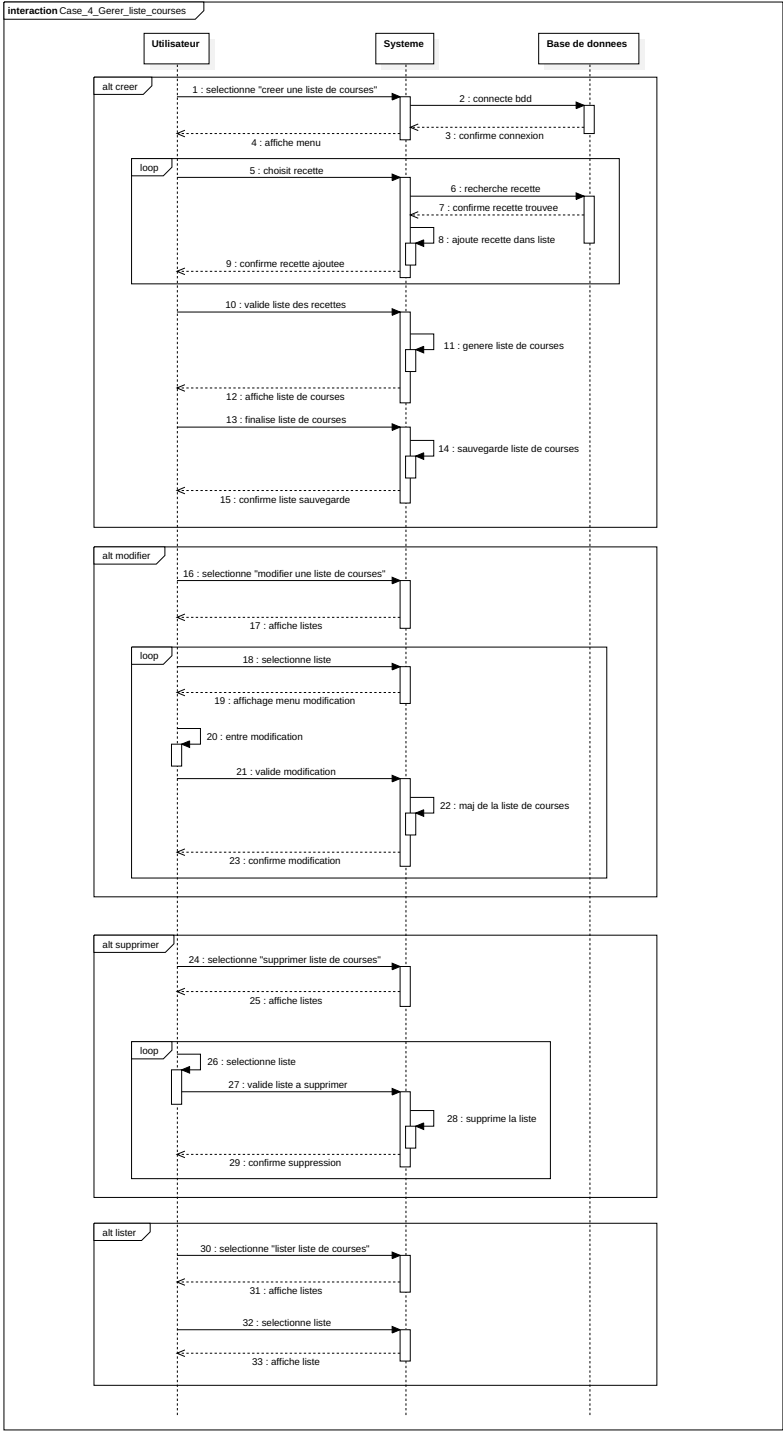 interaction Case_4_Gerer_liste_courses
Utilisateur
Systeme
Base de donnees
alt creer
1 : selectionne "creer une liste de courses"
2 : connecte bdd
3 : confirme connexion
4 : affiche menu
loop
5 : choisit recette
6 : recherche recette
7 : confirme recette trouvee
8 : ajoute recette dans liste
9 : confirme recette ajoutee
10 : valide liste des recettes
11 : genere liste de courses
12 : affiche liste de courses
13 : finalise liste de courses
14 : sauvegarde liste de courses
15 : confirme liste sauvegarde
alt modifier
16 : selectionne "modifier une liste de courses"
17 : affiche listes
loop
18 : selectionne liste
19 : affichage menu modification
20 : entre modification
21 : valide modification
22 : maj de la liste de courses
23 : confirme modification
alt supprimer
24 : selectionne "supprimer liste de courses"
25 : affiche listes
loop
26 : selectionne liste
27 : valide liste a supprimer
28 : supprime la liste
29 : confirme suppression
alt lister
30 : selectionne "lister liste de courses"
31 : affiche listes
32 : selectionne liste
33 : affiche liste